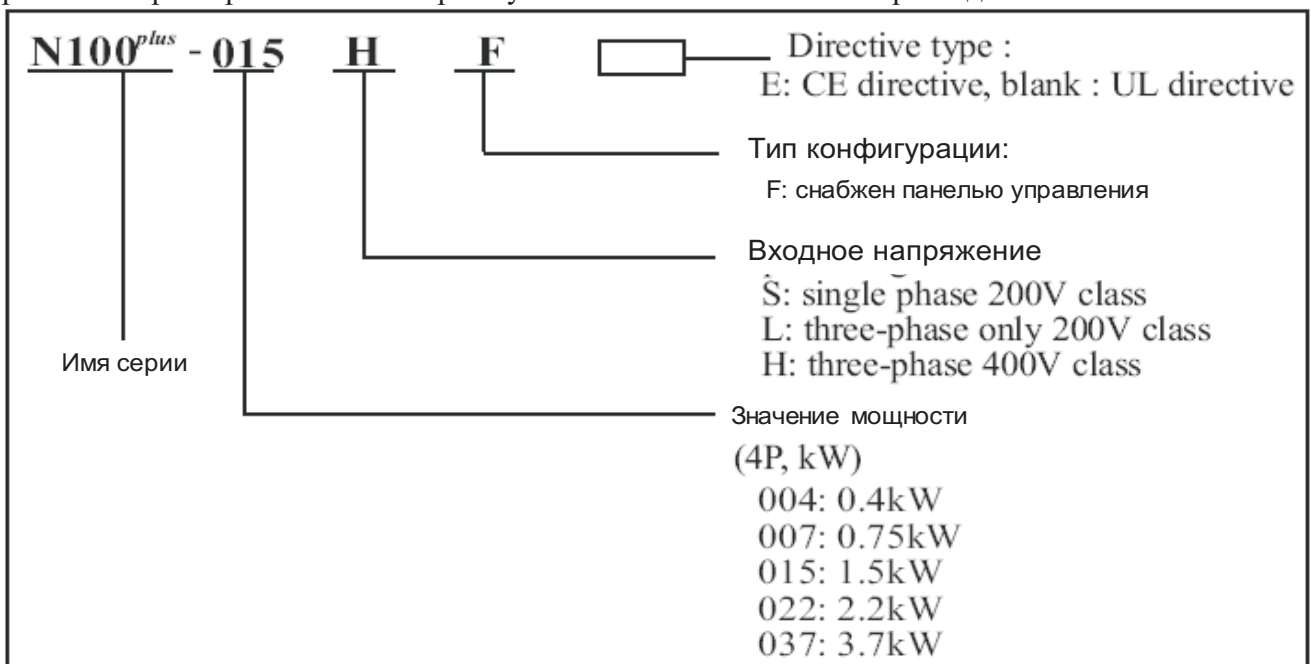 N100plus - 015 H F
Directive type :
E: CE directive, blank : UL directive
Тип конфигурации:
F: снабжен панелью управления
Входное напряжение
S: single phase 200V class
L: three-phase only 200V class
H: three-phase 400V class
Имя серии
Значение мощности
(4P, kW)
004: 0.4kW
007: 0.75kW
015: 1.5kW
022: 2.2kW
037: 3.7kW